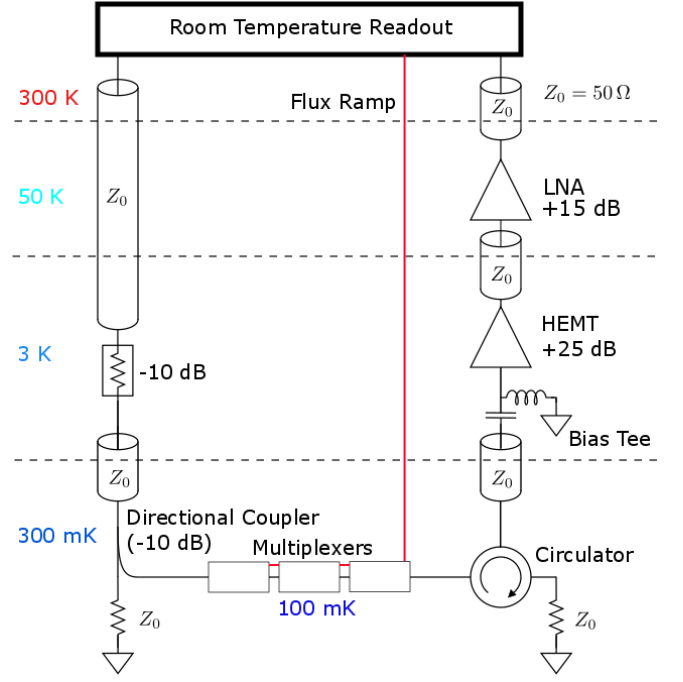 Room Temperature Readout
300 K
Flux Ramp
Z₀
Z₀ = 50 Ω
50 K
Z₀
LNA
+15 dB
Z₀
3 K
-10 dB
HEMT
+25 dB
Bias Tee
Z₀
Z₀
300 mK
Directional Coupler
(-10 dB)
Multiplexers
Circulator
100 mK
Z₀
Z₀